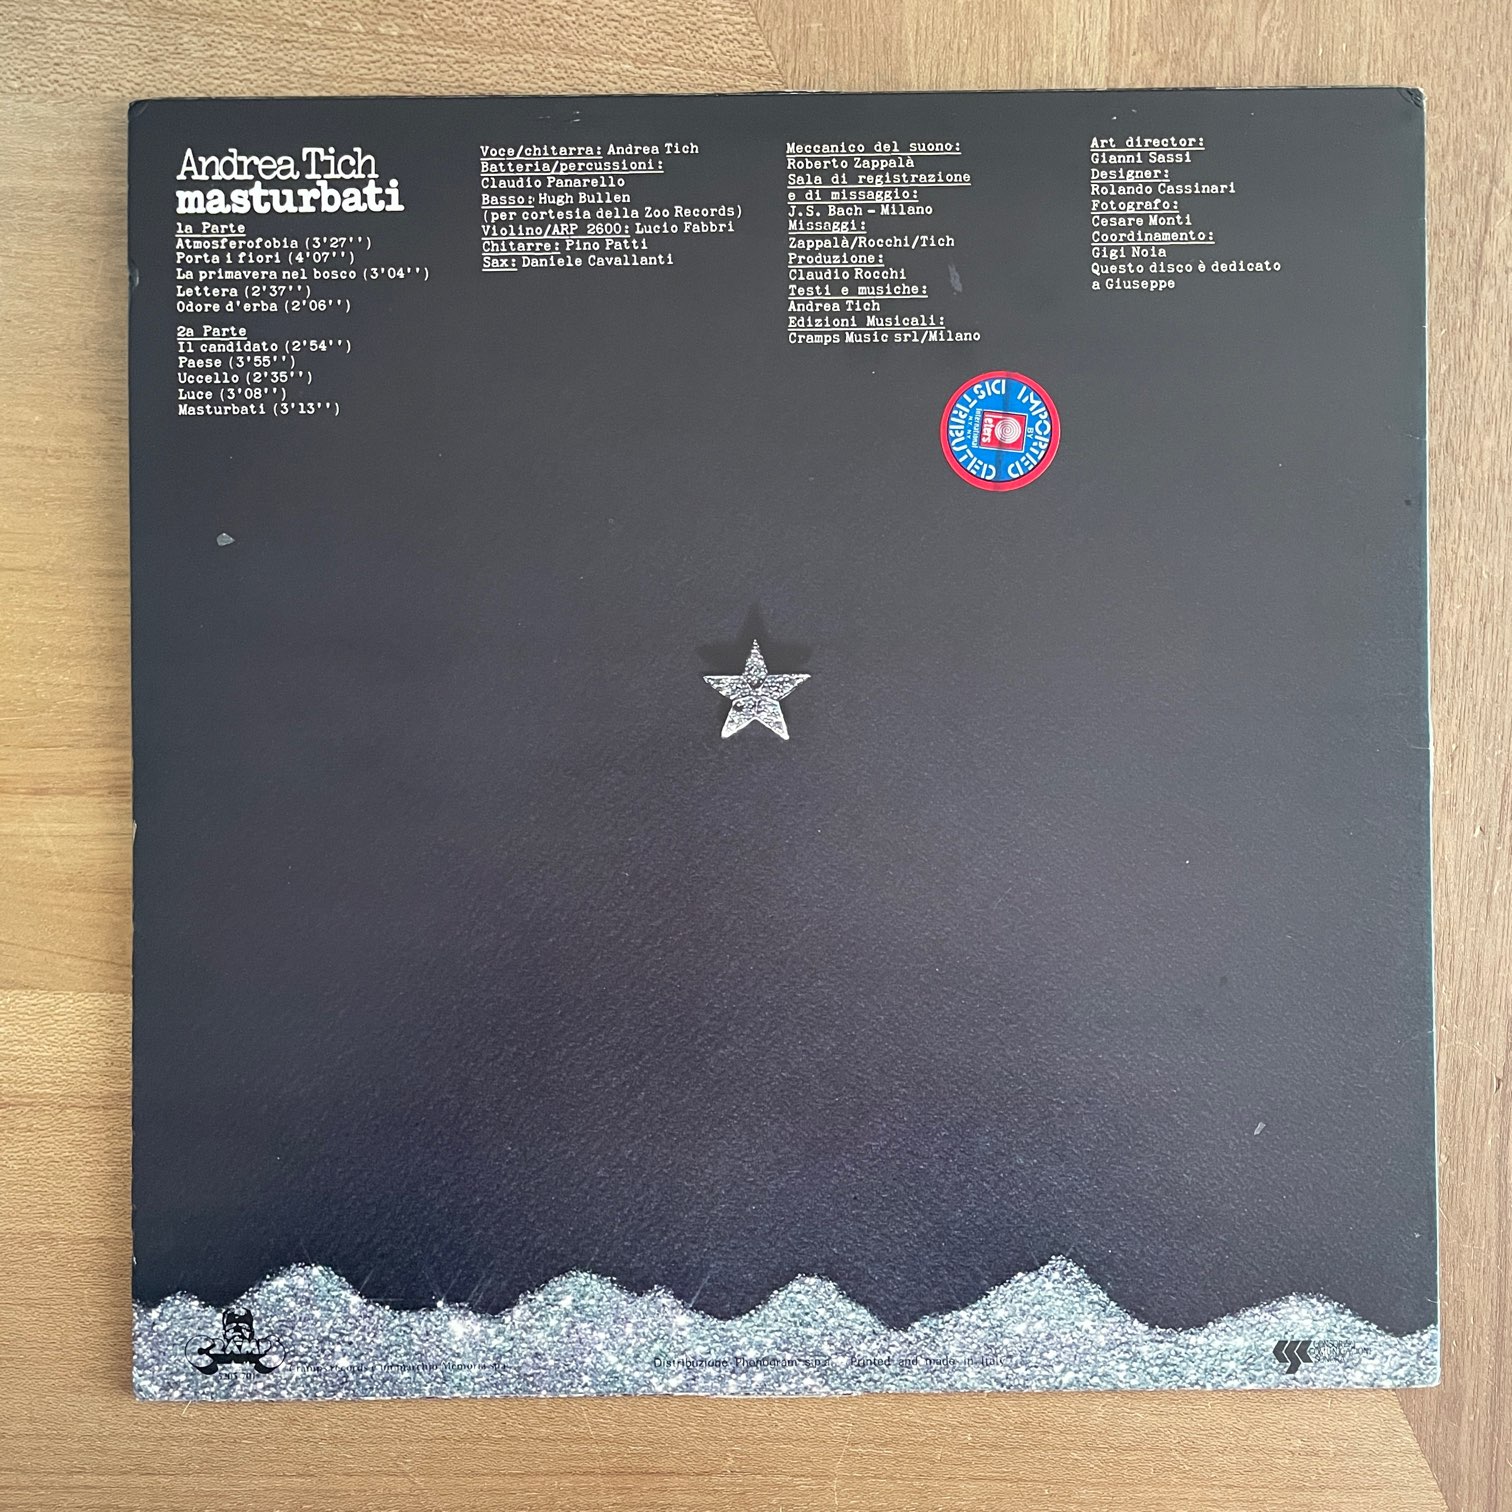 Andrea Tich
masturbati
1a Parte
Atmosferofobia (3'27'')
Porta i fiori (4'07'')
La primavera nel bosco (3'04'')
Lettera (2'37'')
Odore d'erba (2'06'')
2a Parte
Il candidato (2'54'')
Paese (3'55'')
Uccello (2'35'')
Luce (3'08'')
Masturbati (3'13'')
Voce/chitarra: Andrea Tich
Batteria/percussioni:
Claudio Panarello
Basso: Hugh Bullen
(per cortesia della Zoo Records)
Violino/ARP 2600: Lucio Fabbri
Chitarre: Pino Patti
Sax: Daniele Cavallanti
Meccanico del suono:
Roberto Zappalà
Sala di registrazione
e di missaggio:
J.S. Bach - Milano
Missaggi:
Zappalà/Rocchi/Tich
Produzione:
Claudio Rocchi
Testi e musiche:
Andrea Tich
Edizioni Musicali:
Cramps Music srl/Milano
Art director:
Gianni Sassi
Designer:
Rolando Cassinari
Fotografo:
Cesare Monti
Coordinamento:
Gigi Noia
Questo disco è dedicato
a Giuseppe
IMPORTED
DISTRIBUTED
BY
peters
international
Distribuzione Phonogram s.p.a. Printed and made in Italy